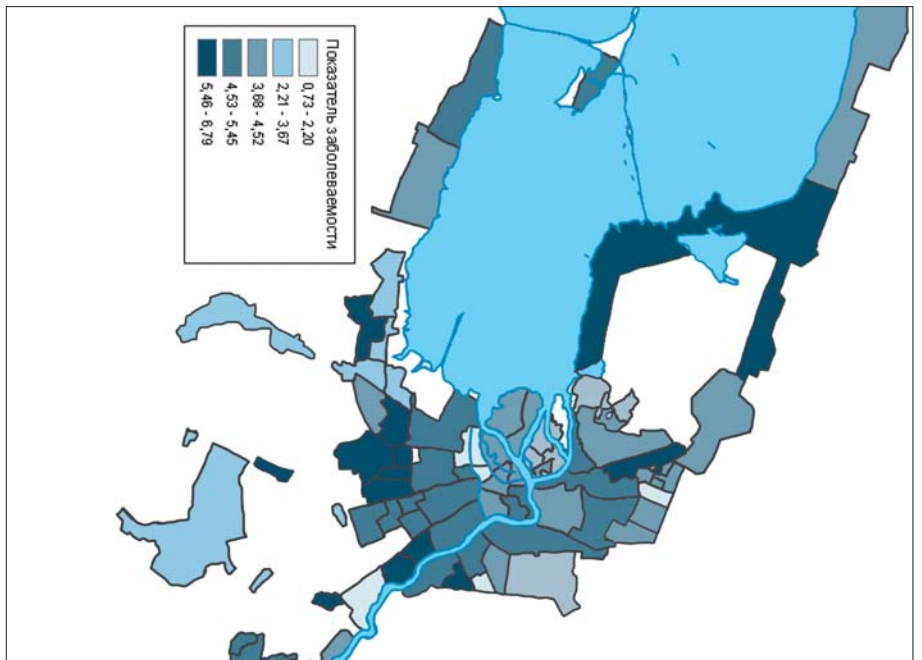 Показатель заболеваемости
0,73 - 2,20
2,21 - 3,67
3,68 - 4,52
4,53 - 5,45
5,46 - 6,79